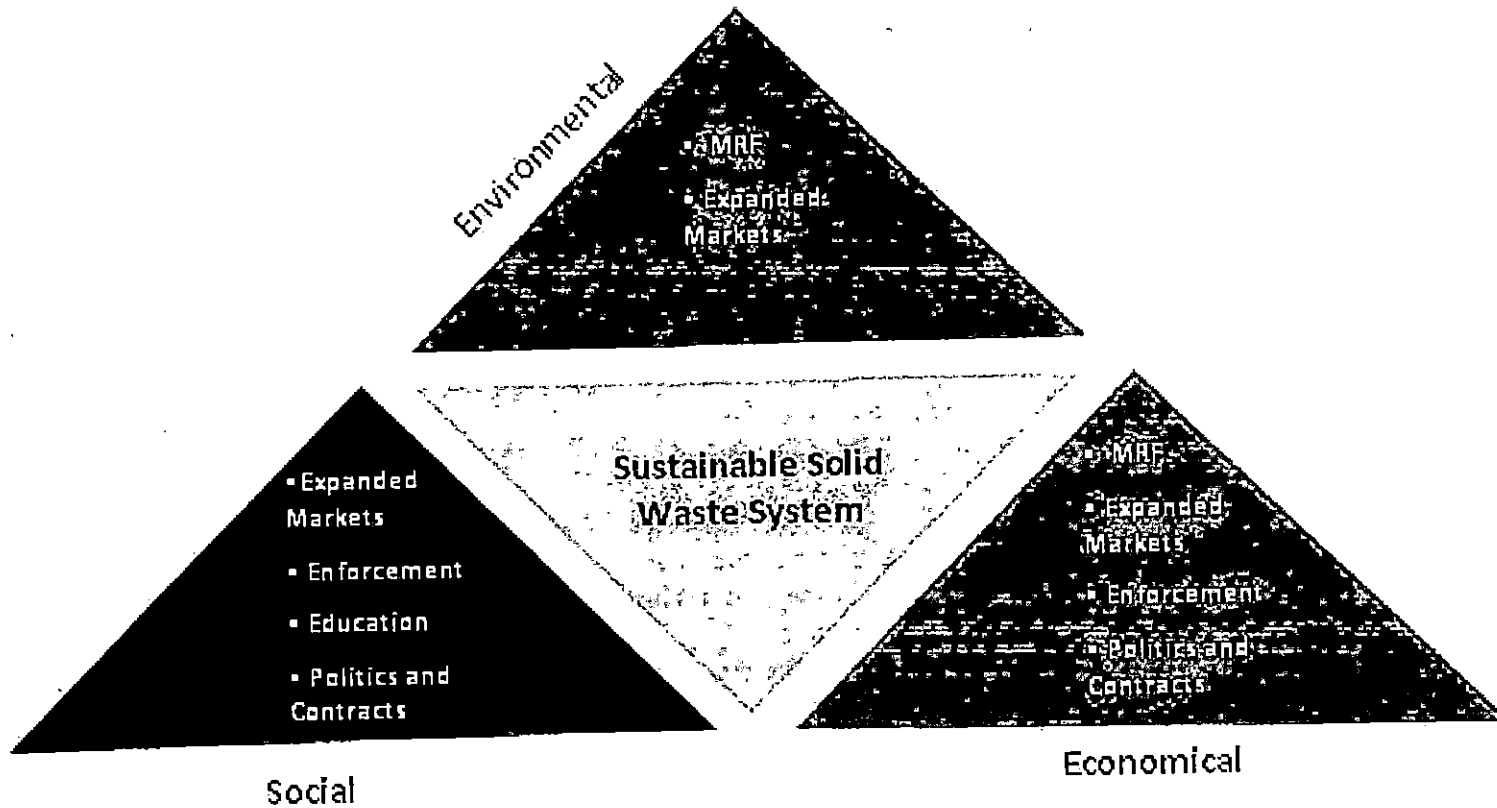 Environmental
▪ MRF
▪ Expanded
Markets
Sustainable Solid
Waste System
▪ Expanded
Markets
▪ Enforcement
▪ Education
▪ Politics and
Contracts
Social
▪ MRF
▪ Expanded
Markets
▪ Enforcement
▪ Politics and
Contracts
Economical